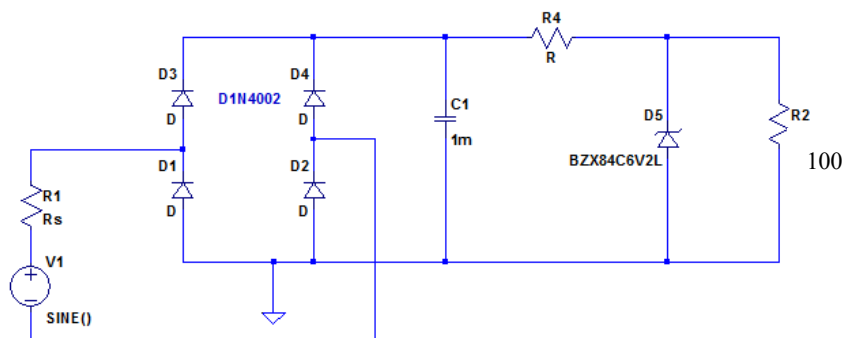 R4
R
D3
D
D4
D
D1N4002
C1
1m
D5
BZX84C6V2L
R2
100
D1
D
D2
D
R1
Rs
V1
SINE()